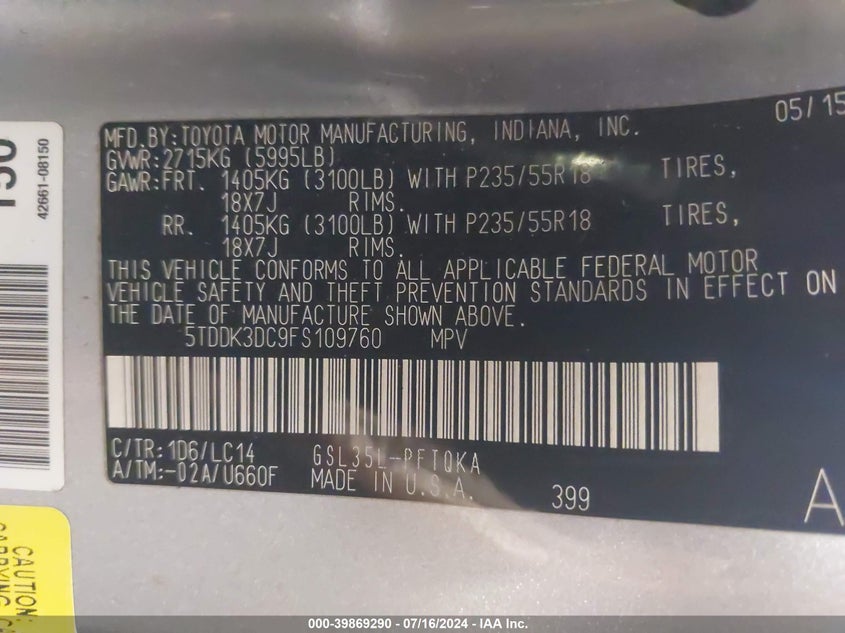 05/15
MFD.BY:TOYOTA MOTOR MANUFACTURING, INDIANA, INC.
GVWR:2715KG (5995LB)
GAWR:FRT. 1405KG (3100LB) WITH P235/55R18 TIRES,
18X7J RIMS.
RR. 1405KG (3100LB) WITH P235/55R18 TIRES,
18X7J RIMS.
THIS VEHICLE CONFORMS TO ALL APPLICABLE FEDERAL MOTOR
VEHICLE SAFETY AND THEFT PREVENTION STANDARDS IN EFFECT ON
THE DATE OF MANUFACTURE SHOWN ABOVE.
5TDDK3DC9FS109760 MPV
C/TR:1D6/LC14 GSL35L-PFTQKA
A/TM:-02A/U660F MADE IN U.S.A.
399
A
42661-08150
CAUTION:
000-39869290 - 07/16/2024 - IAA Inc.